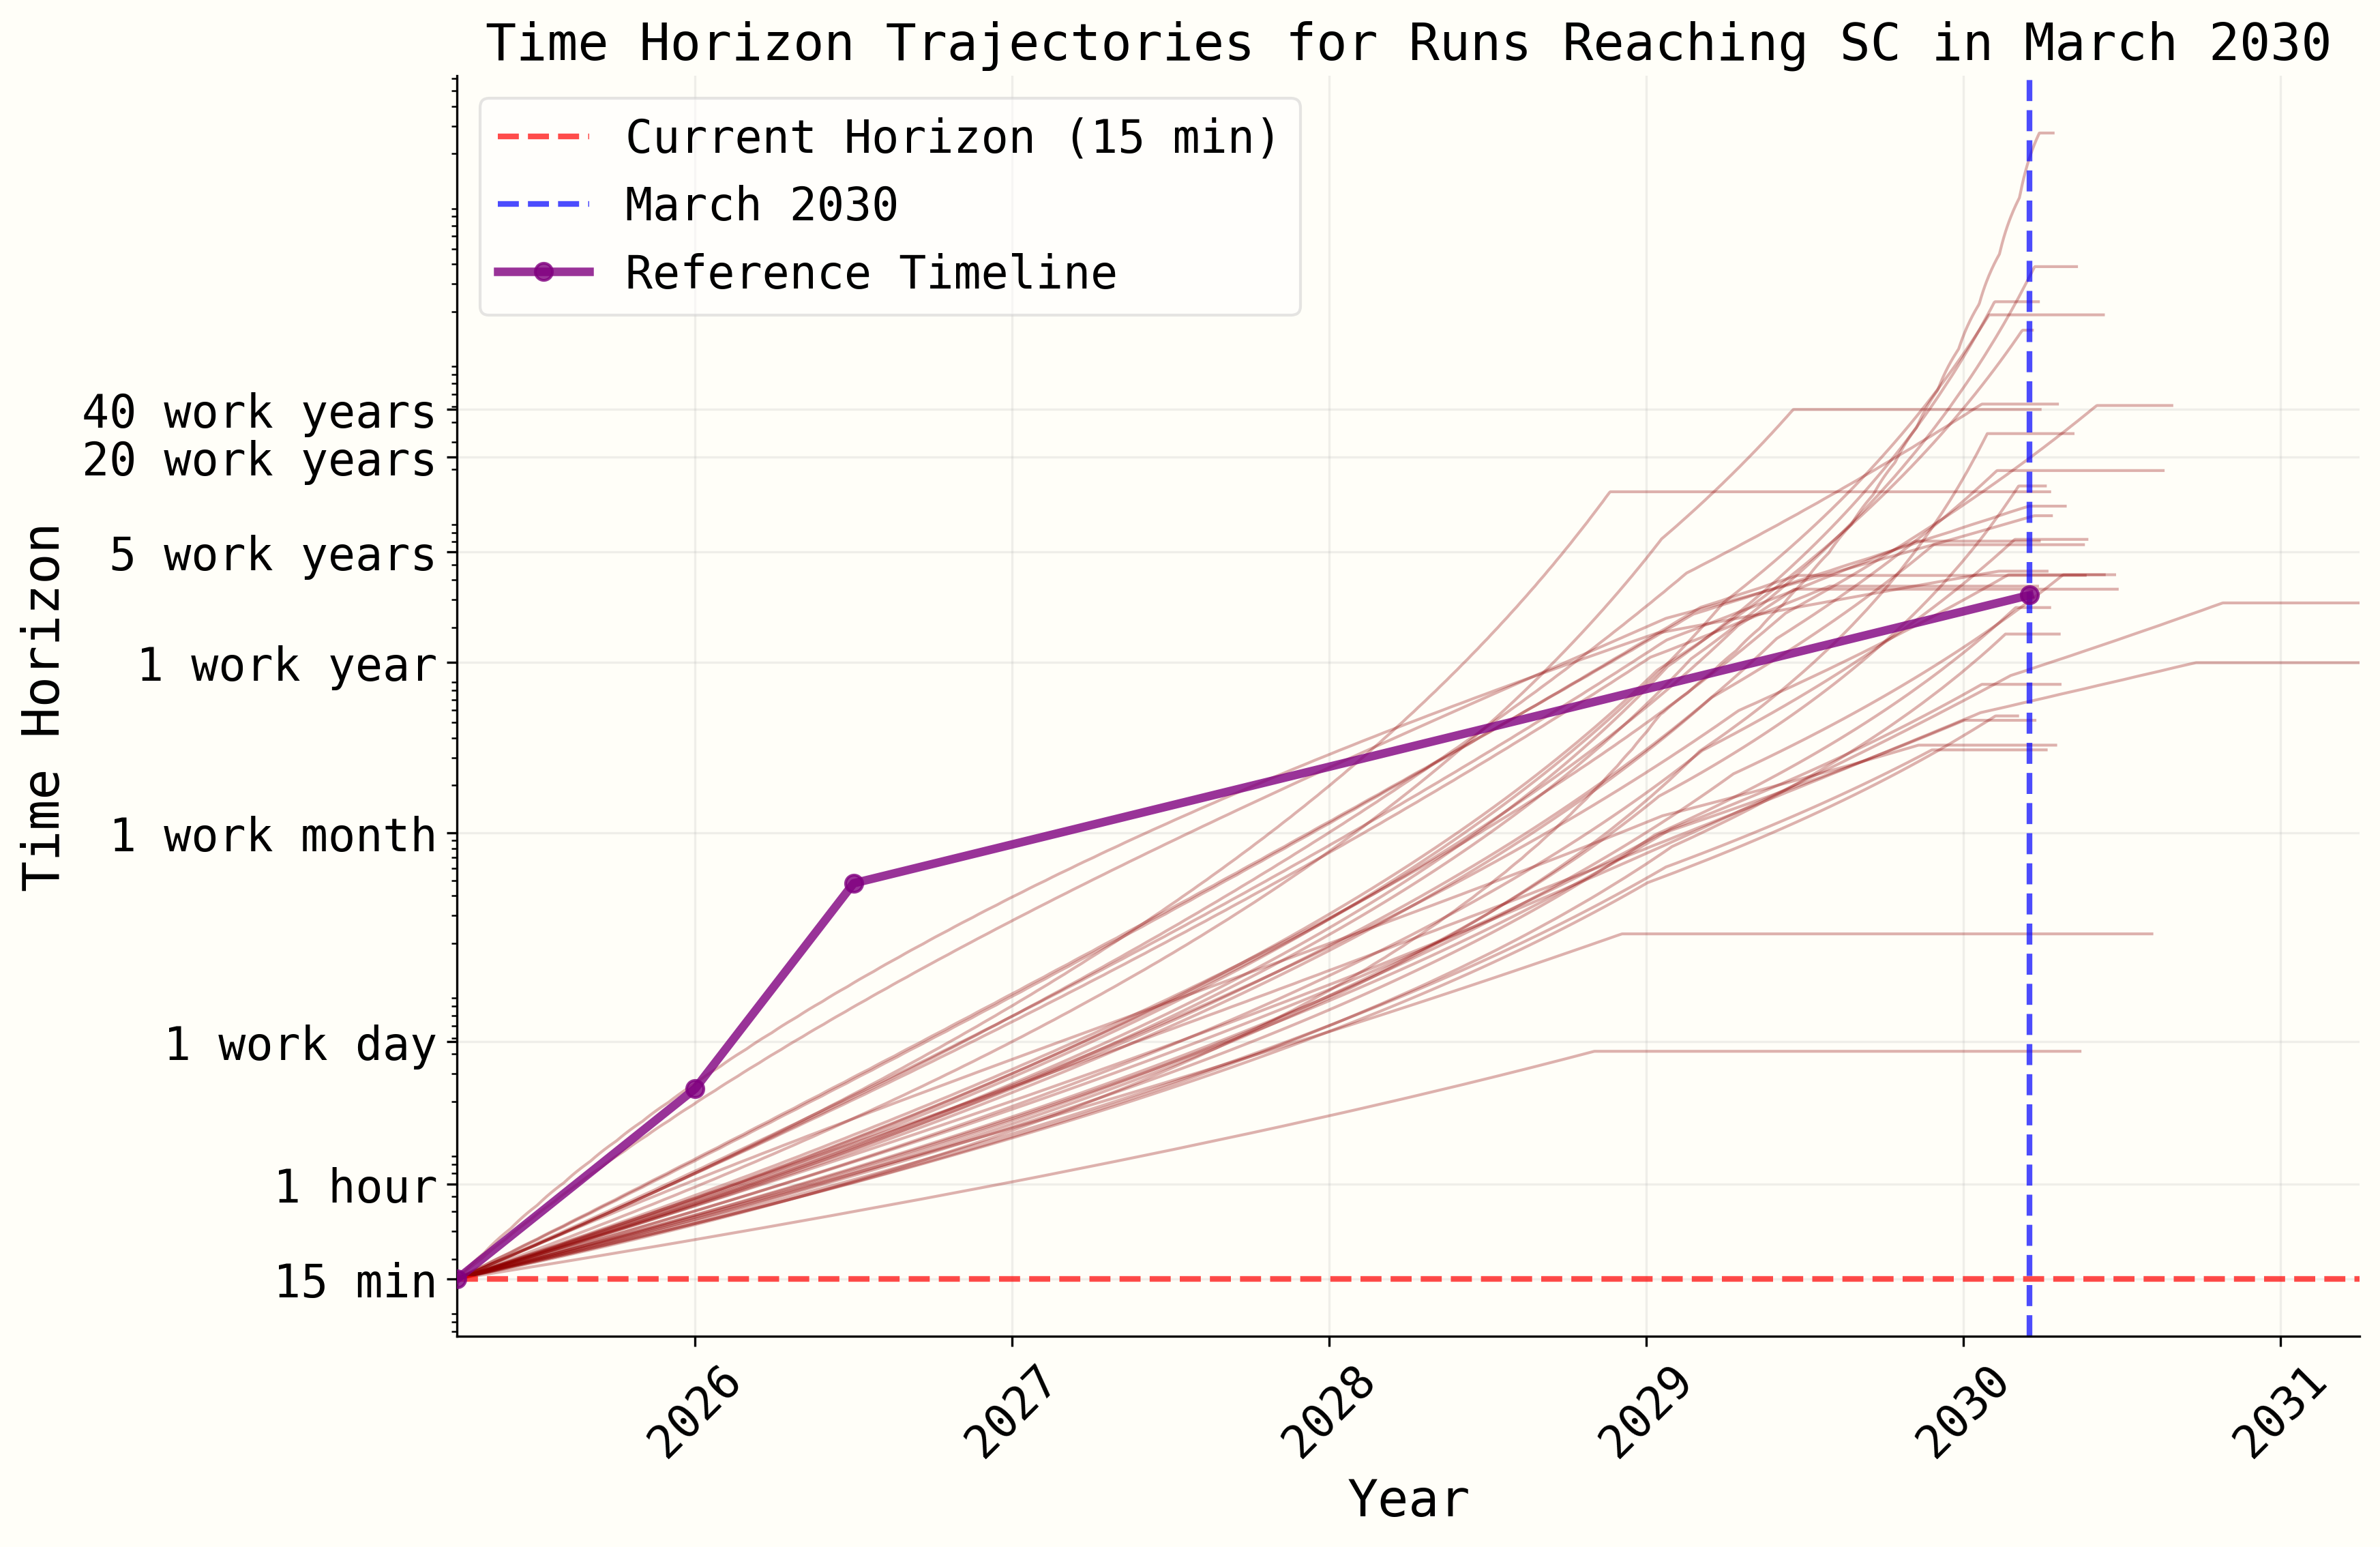 Time Horizon Trajectories for Runs Reaching SC in March 2030
Current Horizon (15 min)
March 2030
Reference Timeline
Time Horizon
40 work years
20 work years
5 work years
1 work year
1 work month
1 work day
1 hour
15 min
2026
2027
2028
2029
2030
2031
Year